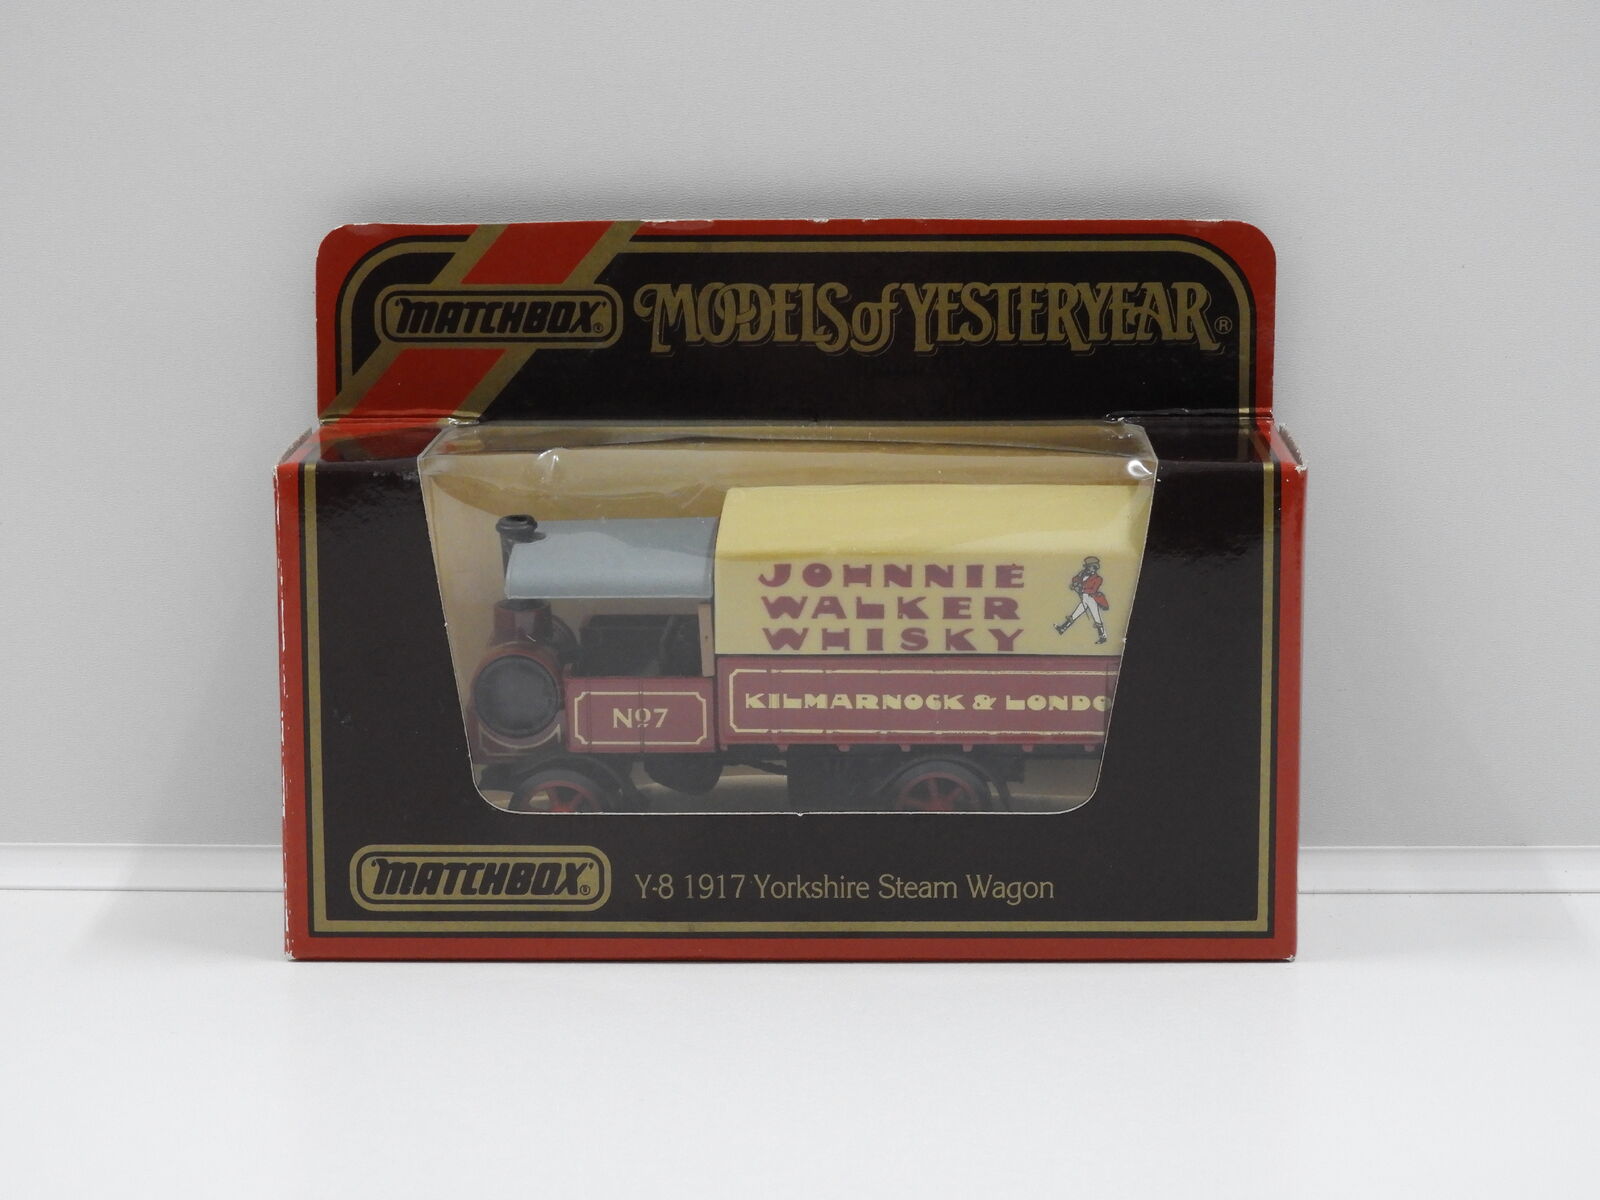 MATCHBOX
MODELS of YESTERYEAR ®
JOHNNIE
WALKER
WHISKY
KILMARNOCK & LONDO
No7
MATCHBOX
Y-8 1917 Yorkshire Steam Wagon